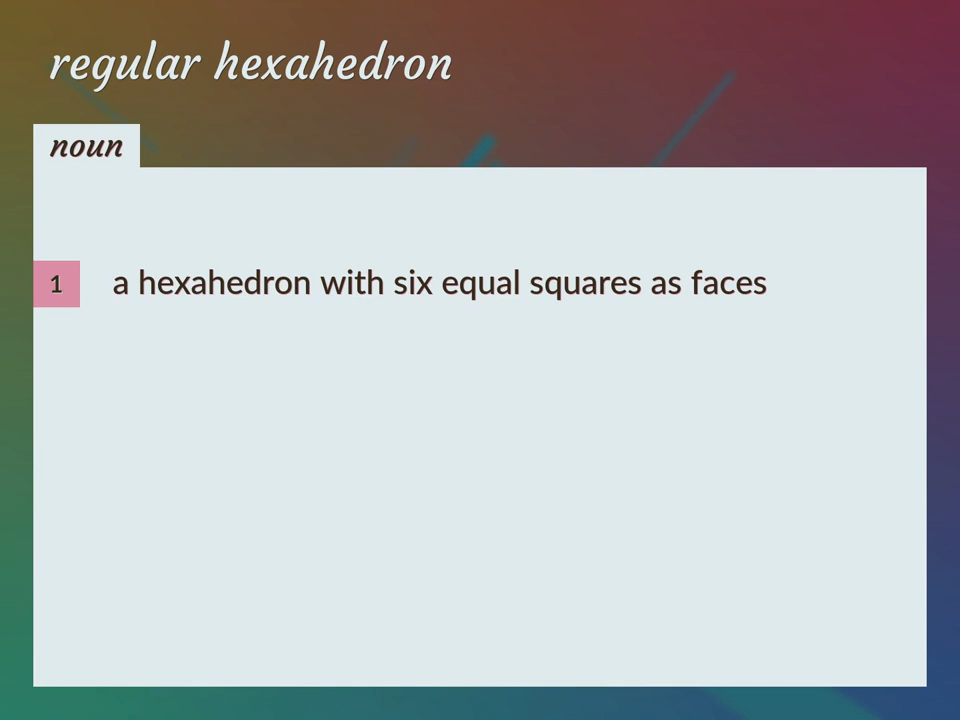 regular hexahedron
noun
1 a hexahedron with six equal squares as faces